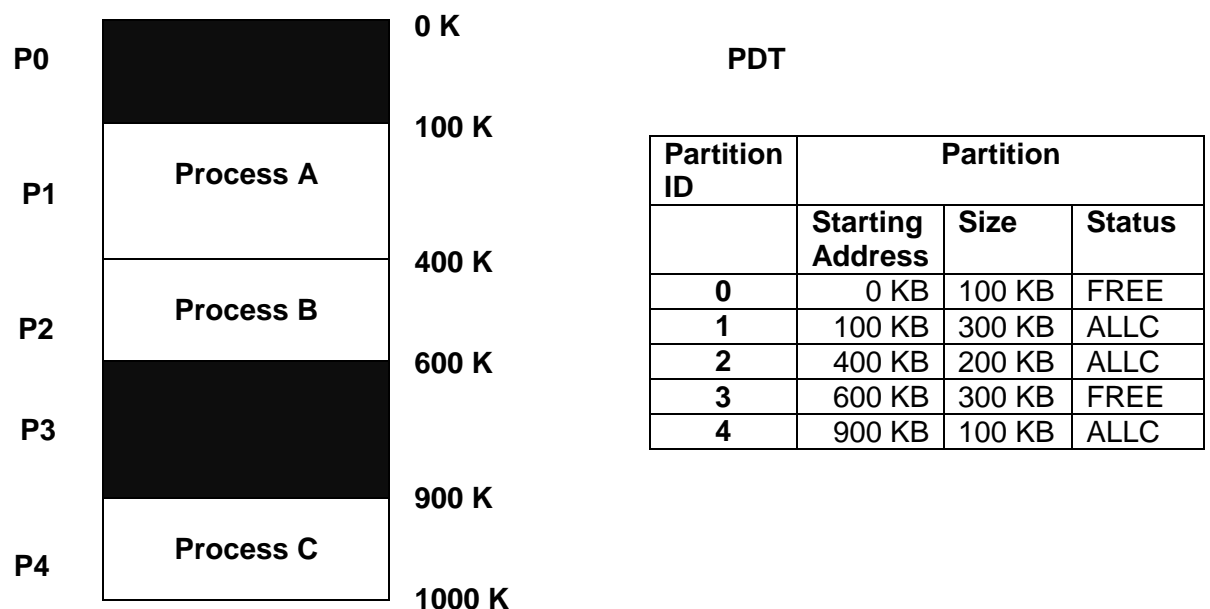 0 K
P0
PDT
100 K
Process A
P1
400 K
Process B
P2
600 K
P3
900 K
Process C
P4
1000 K
Partition ID Partition
Starting Address Size Status
0 0 KB 100 KB FREE
1 100 KB 300 KB ALLC
2 400 KB 200 KB ALLC
3 600 KB 300 KB FREE
4 900 KB 100 KB ALLC